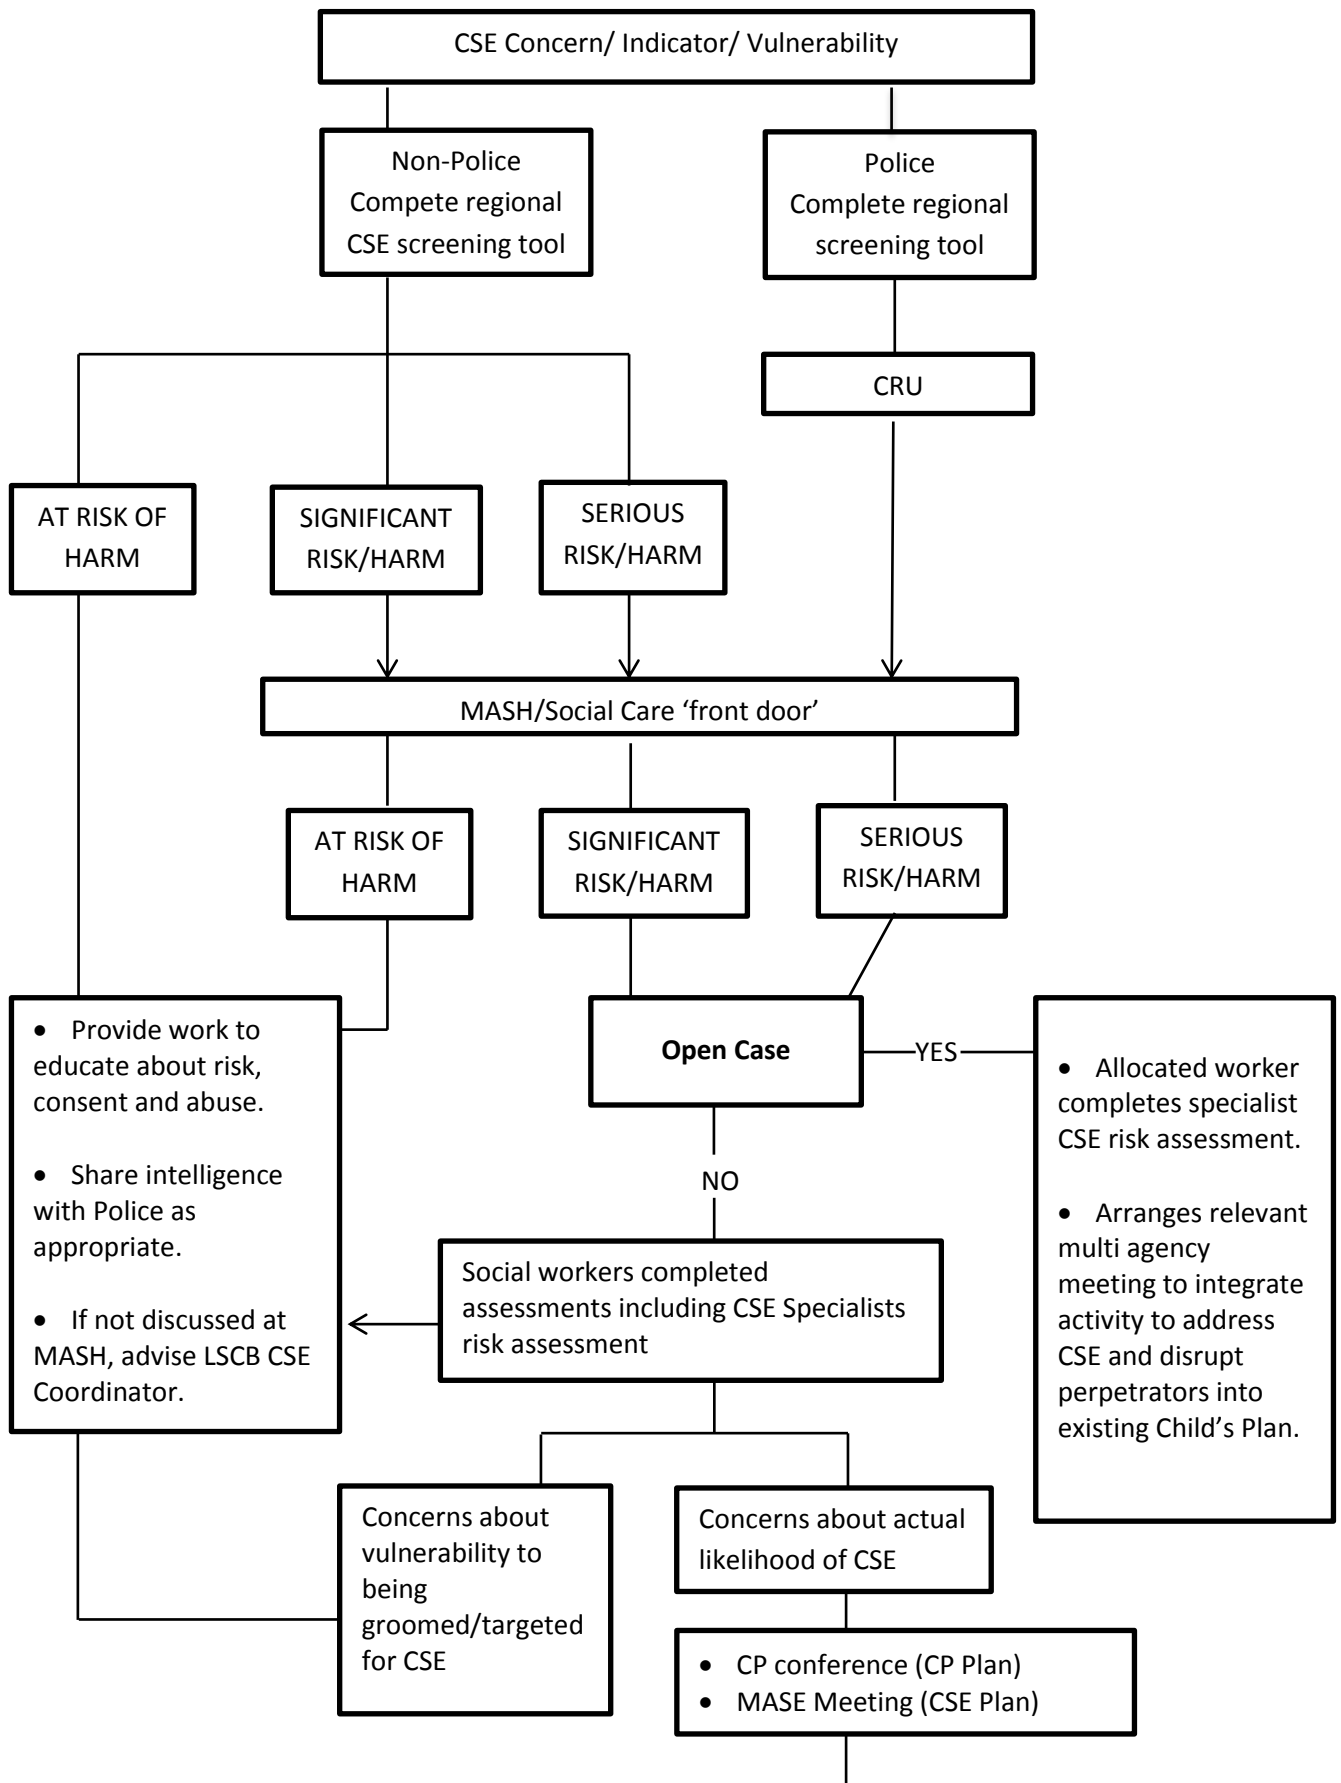 CSE Concern/ Indicator/ Vulnerability
Non-Police
Compete regional
CSE screening tool
Police
Complete regional
screening tool
CRU
AT RISK OF
HARM
SIGNIFICANT
RISK/HARM
SERIOUS
RISK/HARM
MASH/Social Care ‘front door’
AT RISK OF
HARM
SIGNIFICANT
RISK/HARM
SERIOUS
RISK/HARM
• Provide work to
educate about risk,
consent and abuse.
• Share intelligence
with Police as
appropriate.
• If not discussed at
MASH, advise LSCB CSE
Coordinator.
Open Case
YES
• Allocated worker
completes specialist
CSE risk assessment.
• Arranges relevant
multi agency
meeting to integrate
activity to address
CSE and disrupt
perpetrators into
existing Child’s Plan.
NO
Social workers completed
assessments including CSE Specialists
risk assessment
Concerns about
vulnerability to
being
groomed/targeted
for CSE
Concerns about actual
likelihood of CSE
• CP conference (CP Plan)
• MASE Meeting (CSE Plan)